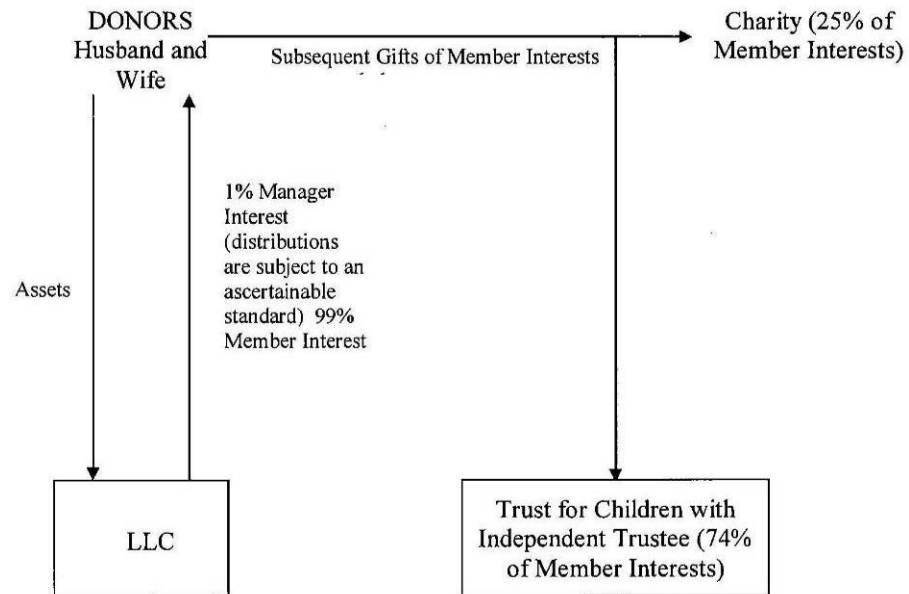 DONORS
Husband and
Wife
Subsequent Gifts of Member Interests
Charity (25% of
Member Interests)
1% Manager
Interest
(distributions
are subject to an
ascertainable
standard) 99%
Member Interest
Assets
LLC
Trust for Children with
Independent Trustee (74%
of Member Interests)